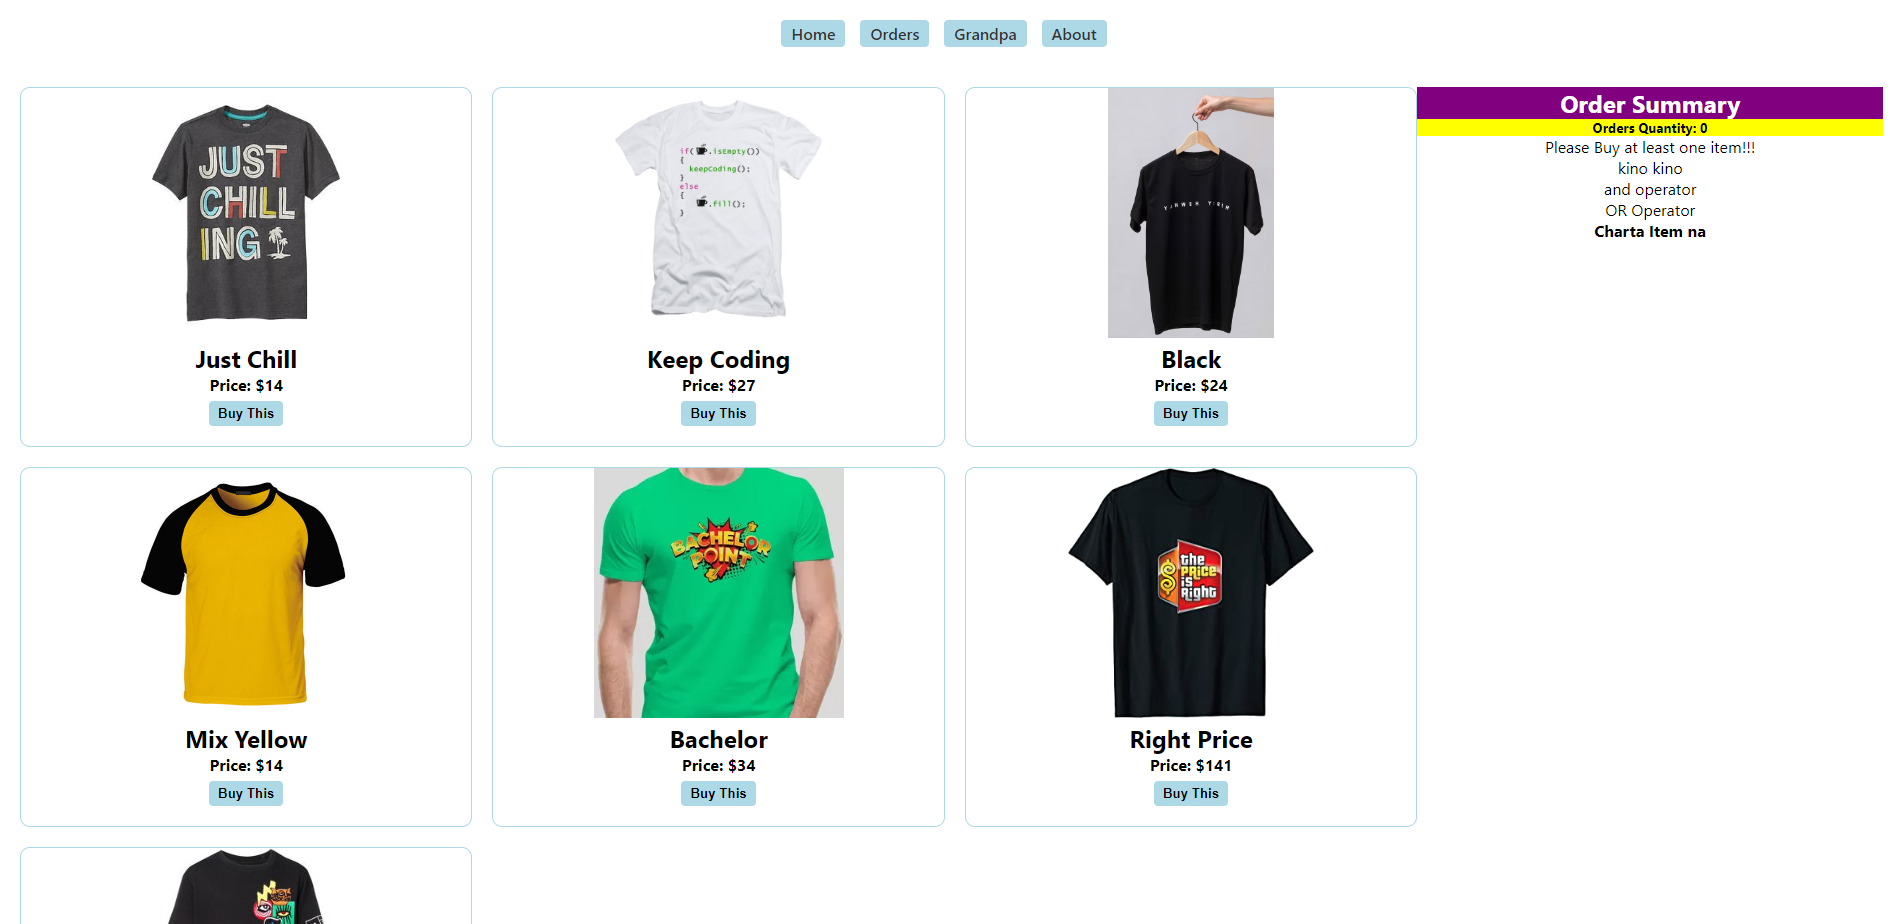 Home Orders Grandpa About
JUST
CHILL
ING
Just Chill
Price: $14
Buy This
if(.isEmpty())
{
keepCoding();
}
else
{
.fill();
}
Keep Coding
Price: $27
Buy This
Black
Price: $24
Buy This
Order Summary
Orders Quantity: 0
Please Buy at least one item!!!
kino kino
and operator
OR Operator
Charta Item na
Mix Yellow
Price: $14
Buy This
BACHELOR
POINT
Bachelor
Price: $34
Buy This
the
PRiCe
is
Right
Right Price
Price: $141
Buy This